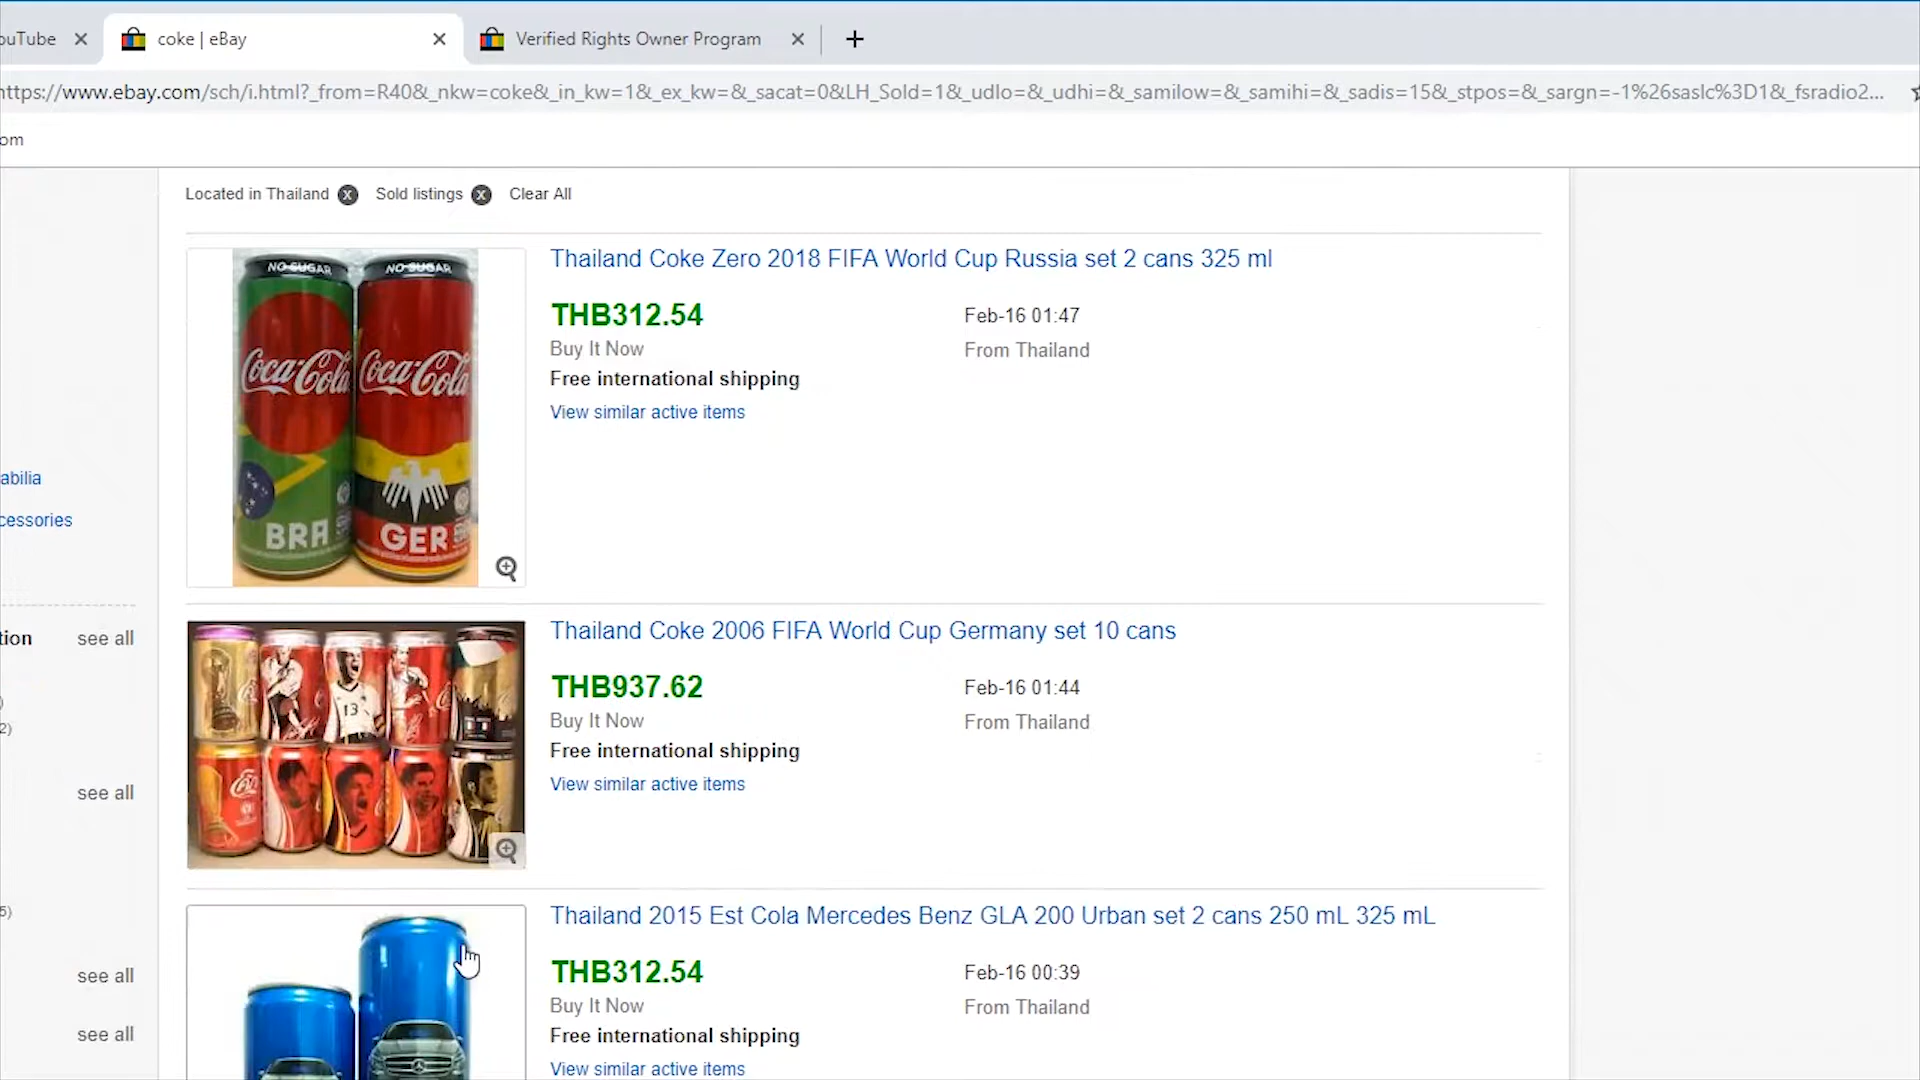 ouTube
coke | eBay
Verified Rights Owner Program
https://www.ebay.com/sch/i.html?_from=R40&_nkw=coke&_in_kw=1&_ex_kw=&_sacat=0&LH_Sold=1&_udlo=&_udhi=&_samilow=&_samihi=&_sadis=15&_stpos=&_sargn=-1%26saslc%3D1&_fsradio2...
om
Located in Thailand
Sold listings
Clear All
NO SUGAR
NO SUGAR
Coca-Cola
Coca-Cola
BRA
GER
Thailand Coke Zero 2018 FIFA World Cup Russia set 2 cans 325 ml
THB312.54
Feb-16 01:47
Buy It Now
From Thailand
Free international shipping
View similar active items
abilia
cessories
tion
see all
)
2)
see all
5)
see all
see all
13
Thailand Coke 2006 FIFA World Cup Germany set 10 cans
THB937.62
Feb-16 01:44
Buy It Now
From Thailand
Free international shipping
View similar active items
Thailand 2015 Est Cola Mercedes Benz GLA 200 Urban set 2 cans 250 mL 325 mL
THB312.54
Feb-16 00:39
Buy It Now
From Thailand
Free international shipping
View similar active items